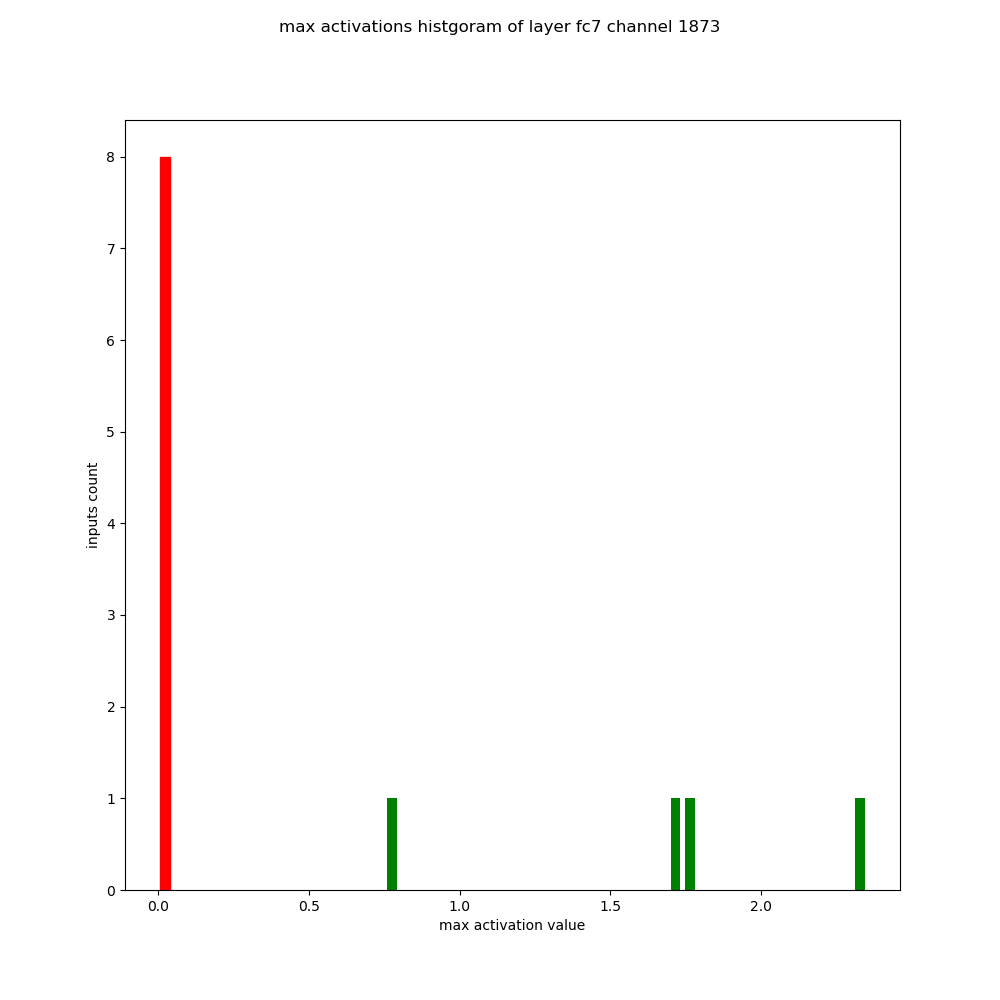 max activations histgoram of layer fc7 channel 1873
8
7
6
5
4
3
2
1
0
inputs count
0.0 0.5 1.0 1.5 2.0
max activation value